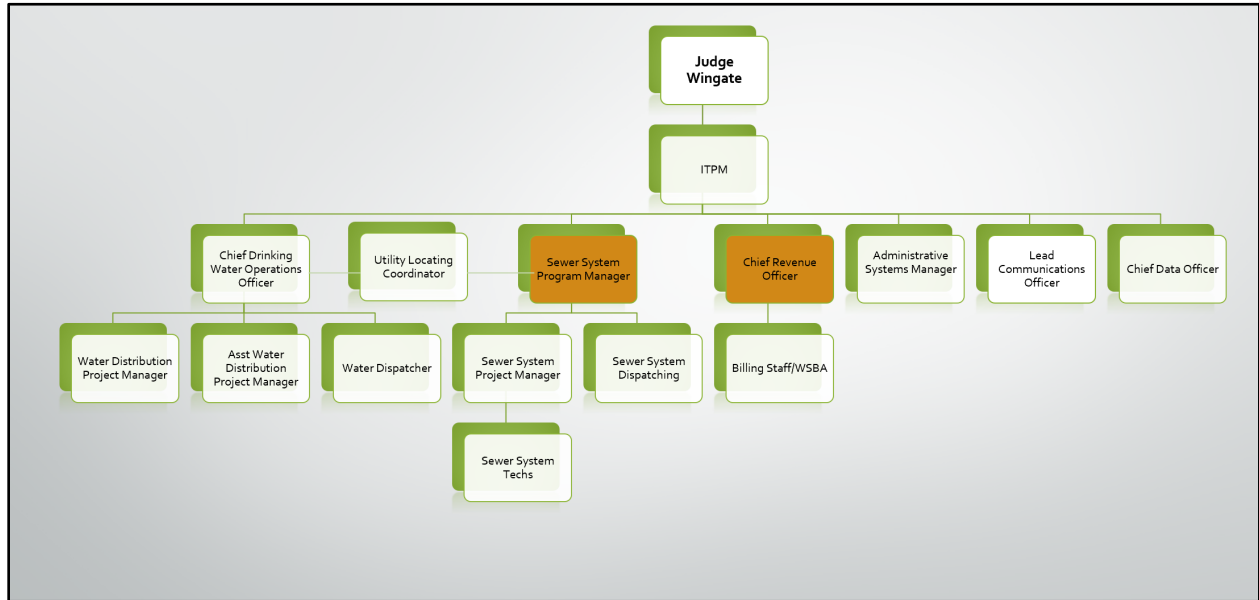 Judge
Wingate
ITPM
Chief Drinking
Water Operations
Officer
Utility Locating
Coordinator
Sewer System
Program Manager
Chief Revenue
Officer
Administrative
Systems Manager
Lead
Communications
Officer
Chief Data Officer
Water Distribution
Project Manager
Asst Water
Distribution
Project Manager
Water Dispatcher
Sewer System
Project Manager
Sewer System
Dispatching
Billing Staff/WSBA
Sewer System
Techs